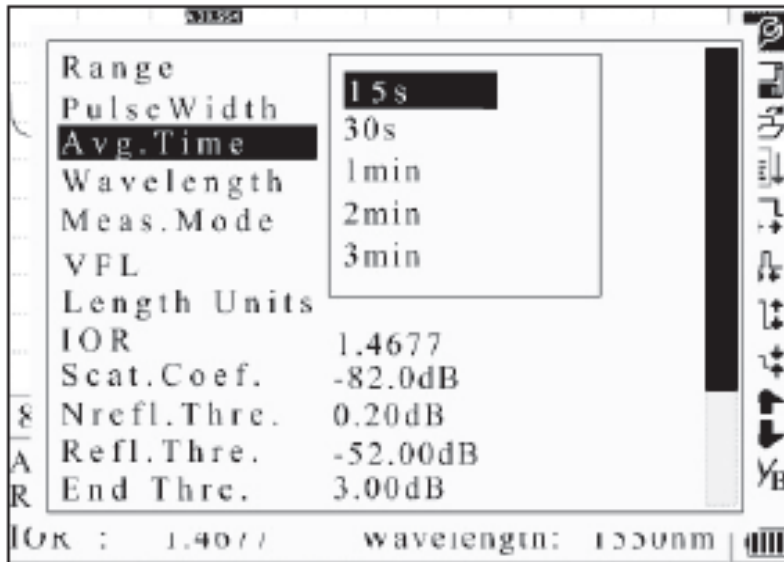 Range
PulseWidth
Avg.Time
Wavelength
Meas.Mode
VFL
Length Units
IOR 1.4677
Scat.Coef. -82.0dB
Nrefl.Thre. 0.20dB
Refl.Thre. -52.00dB
End Thre. 3.00dB
15s
30s
1min
2min
3min
8
A
R
IOR : 1.4677 Wavelength: 1550nm